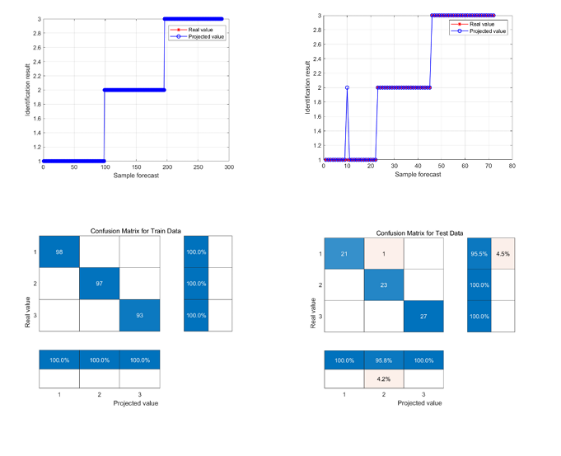 3
2.8
2.6
2.4
2.2
2
1.8
1.6
1.4
1.2
1
Identification result
Real value
Projected value
0 50 100 150 200 250 300
Sample forecast
3
2.8
2.6
2.4
2.2
2
1.8
1.6
1.4
1.2
1
Identification result
Real value
Projected value
0 10 20 30 40 50 60 70 80
Sample forecast
Confusion Matrix for Train Data
1 98 100.0%
2 97 100.0%
3 93 100.0%
Real value
100.0% 100.0% 100.0%
1 2 3
Projected value
Confusion Matrix for Test Data
1 21 1 95.5% 4.5%
2 23 100.0%
3 27 100.0%
Real value
100.0% 95.8% 100.0%
4.2%
1 2 3
Projected value